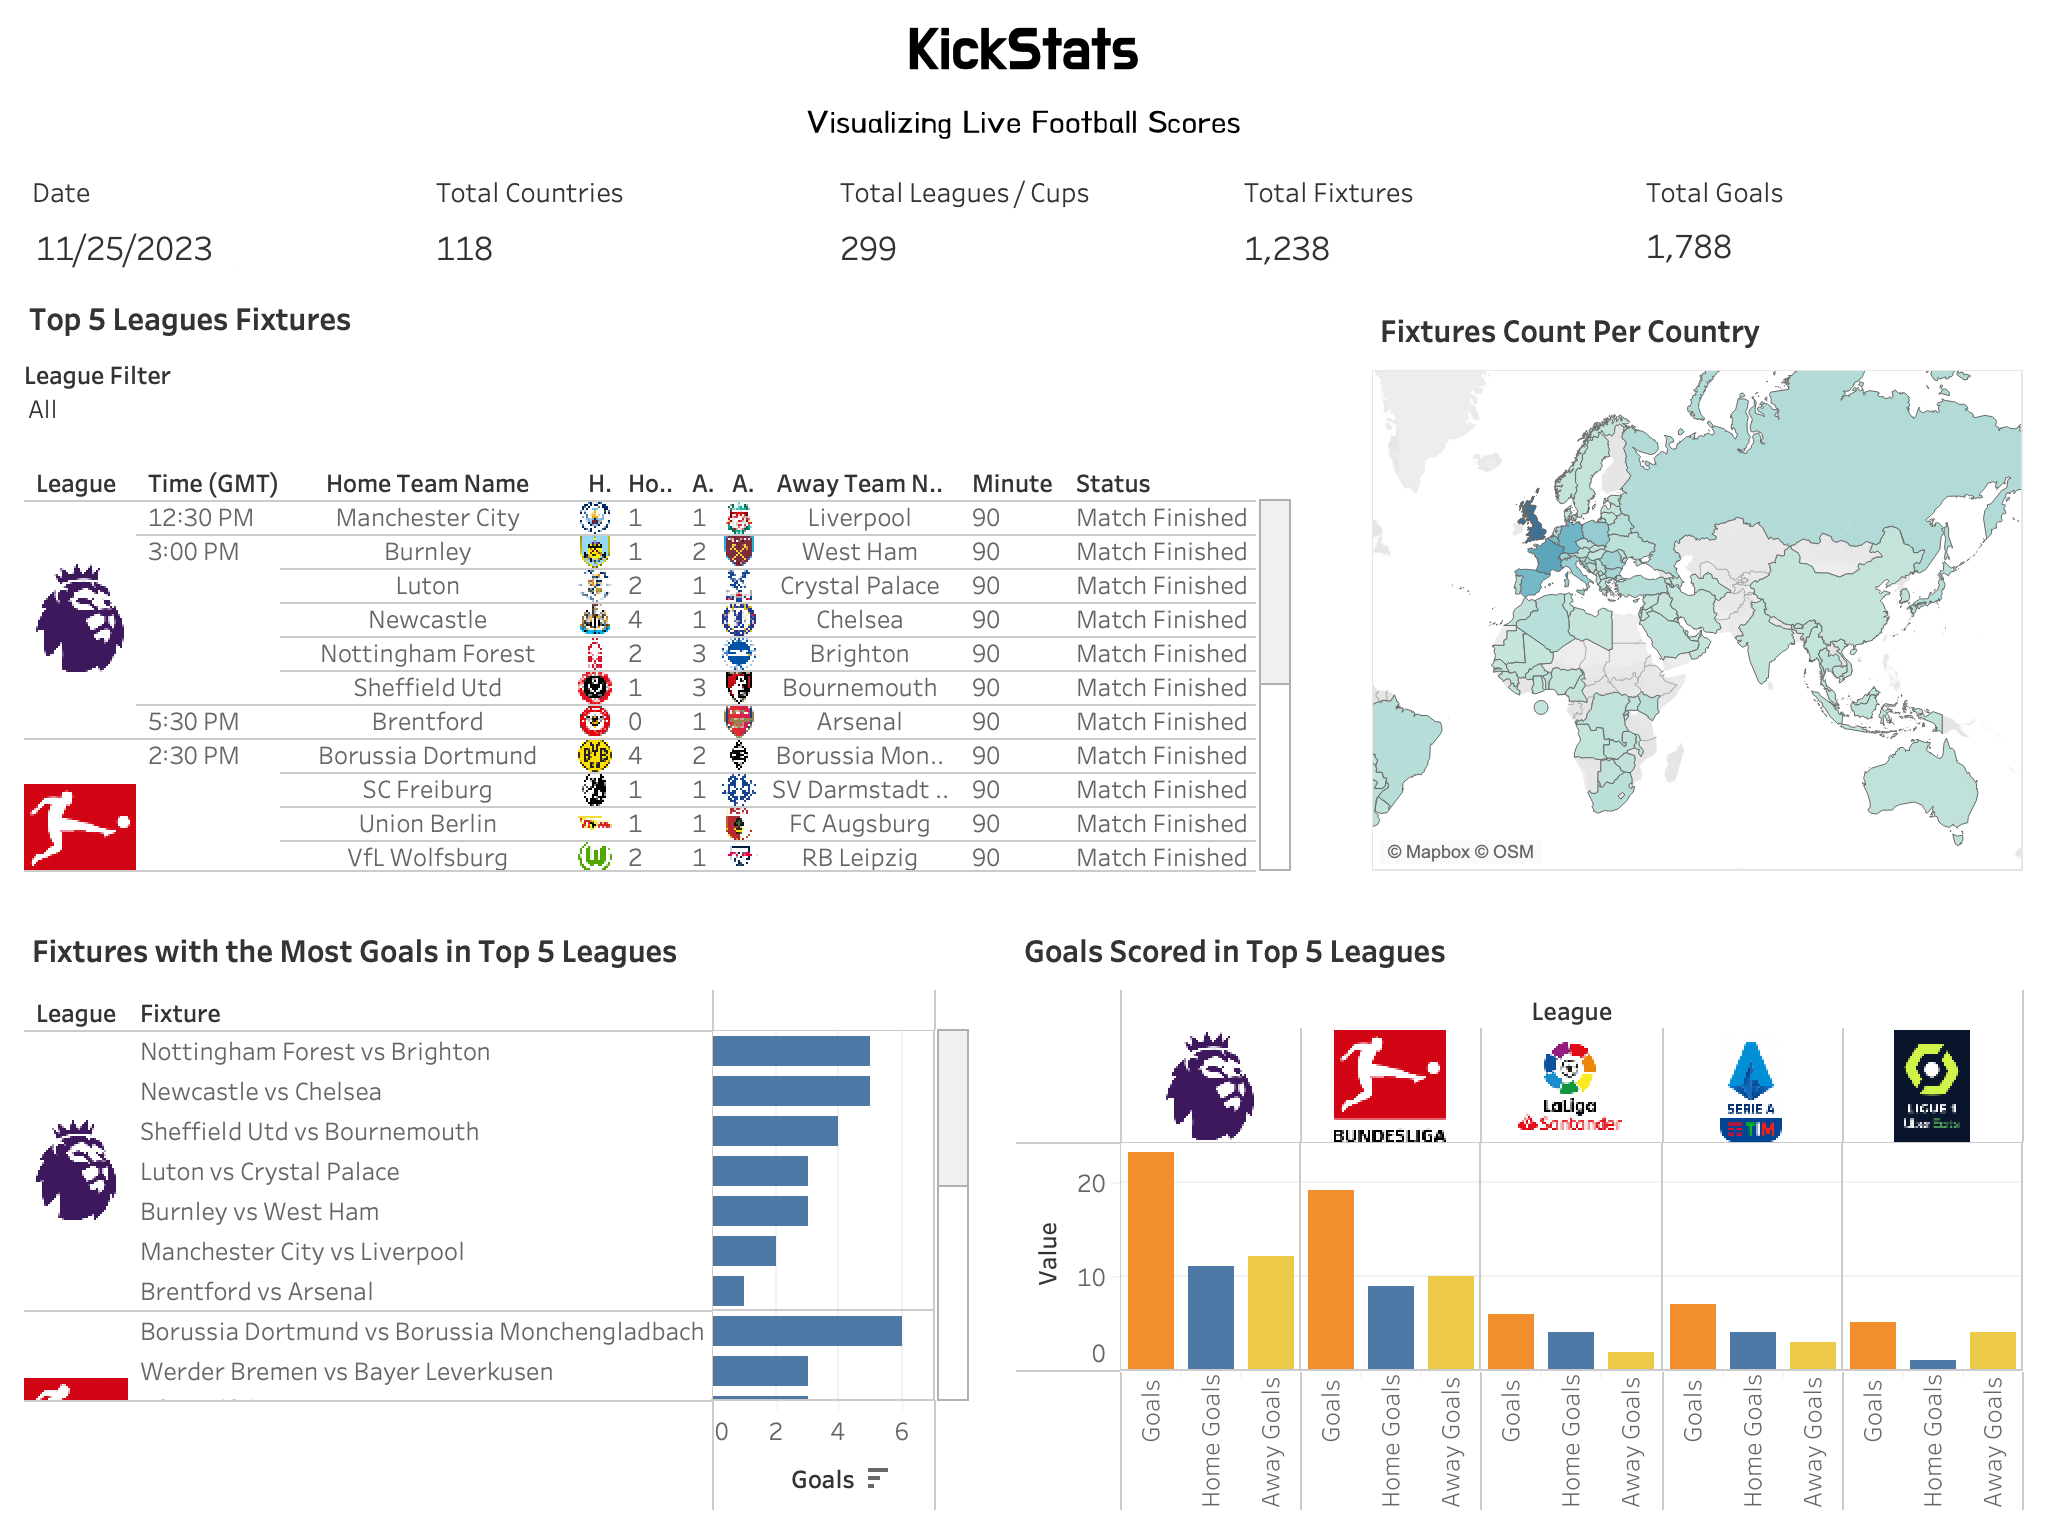 KickStats
Visualizing Live Football Scores
Date Total Countries Total Leagues / Cups Total Fixtures Total Goals
11/25/2023 118 299 1,238 1,788
Top 5 Leagues Fixtures
League Filter
All
League Time (GMT) Home Team Name H. Ho.. A. A. Away Team N.. Minute Status
12:30 PM Manchester City 1 1 Liverpool 90 Match Finished
3:00 PM Burnley 1 2 West Ham 90 Match Finished
Luton 2 1 Crystal Palace 90 Match Finished
Newcastle 4 1 Chelsea 90 Match Finished
Nottingham Forest 2 3 Brighton 90 Match Finished
Sheffield Utd 1 3 Bournemouth 90 Match Finished
5:30 PM Brentford 0 1 Arsenal 90 Match Finished
2:30 PM Borussia Dortmund 4 2 Borussia Mon.. 90 Match Finished
SC Freiburg 1 1 SV Darmstadt .. 90 Match Finished
Union Berlin 1 1 FC Augsburg 90 Match Finished
VfL Wolfsburg 2 1 RB Leipzig 90 Match Finished
Fixtures Count Per Country
© Mapbox © OSM
Fixtures with the Most Goals in Top 5 Leagues
League Fixture
Nottingham Forest vs Brighton
Newcastle vs Chelsea
Sheffield Utd vs Bournemouth
Luton vs Crystal Palace
Burnley vs West Ham
Manchester City vs Liverpool
Brentford vs Arsenal
Borussia Dortmund vs Borussia Monchengladbach
Werder Bremen vs Bayer Leverkusen
0 2 4 6
Goals
Goals Scored in Top 5 Leagues
League
BUNDESLIGA
LaLiga
Santander
SERIE A
TIM
LIGUE 1
Uber Eats
Value
20
10
0
Goals Home Goals Away Goals Goals Home Goals Away Goals Goals Home Goals Away Goals Goals Home Goals Away Goals Goals Home Goals Away Goals